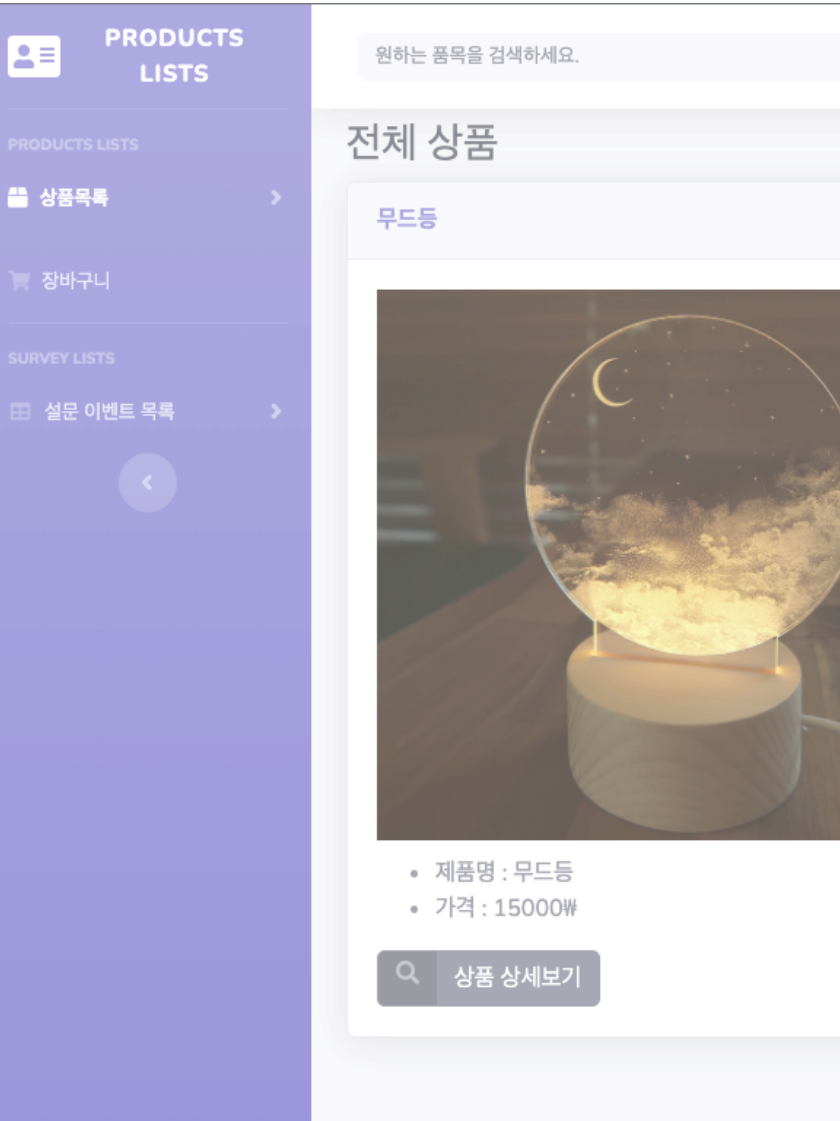 PRODUCTS
LISTS
PRODUCTS LISTS
상품목록
장바구니
SURVEY LISTS
설문 이벤트 목록
원하는 품목을 검색하세요.
전체 상품
무드등
제품명 : 무드등
가격 : 15000₩
상품 상세보기